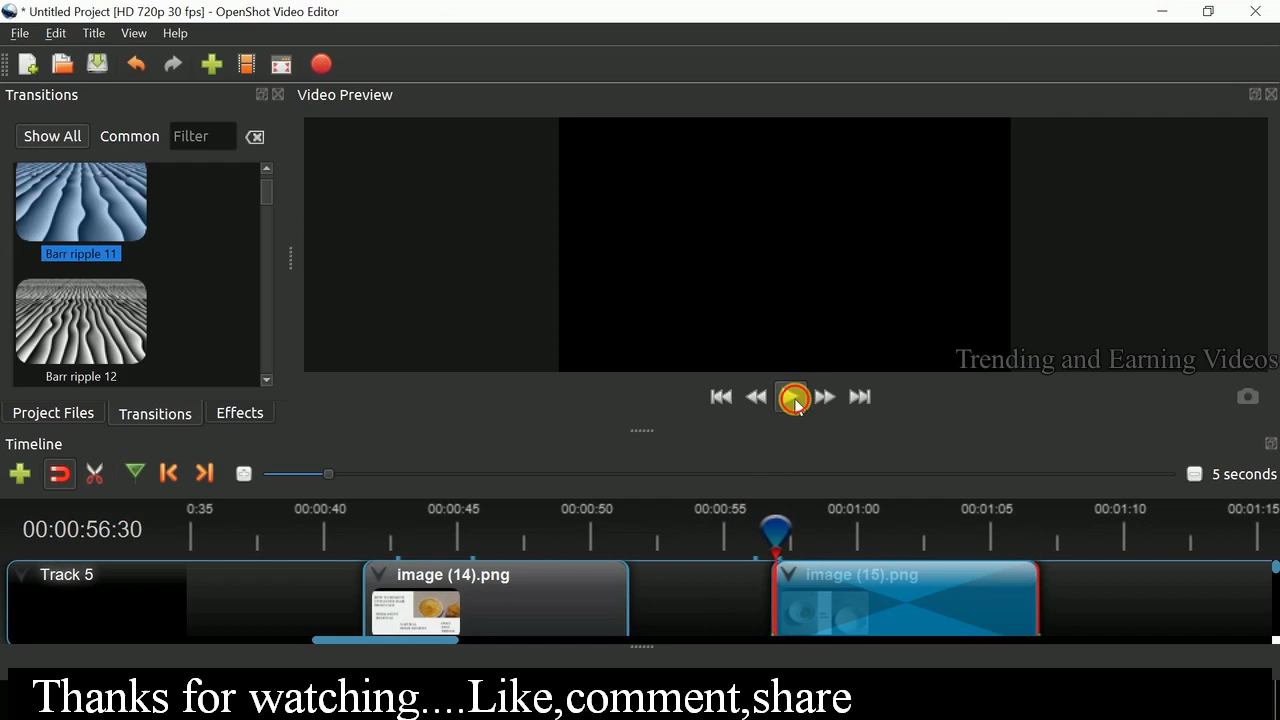 * Untitled Project [HD 720p 30 fps] - OpenShot Video Editor
File Edit Title View Help
Transitions
Video Preview
Show All Common Filter
Barr ripple 11
Barr ripple 12
Trending and Earning Videos
Project Files Transitions Effects
Timeline
5 seconds
00:00:56:30
0:35 00:00:40 00:00:45 00:00:50 00:00:55 00:01:00 00:01:05 00:01:10 00:01:15
Track 5
image (14).png
image (15).png
Thanks for watching....Like,comment,share